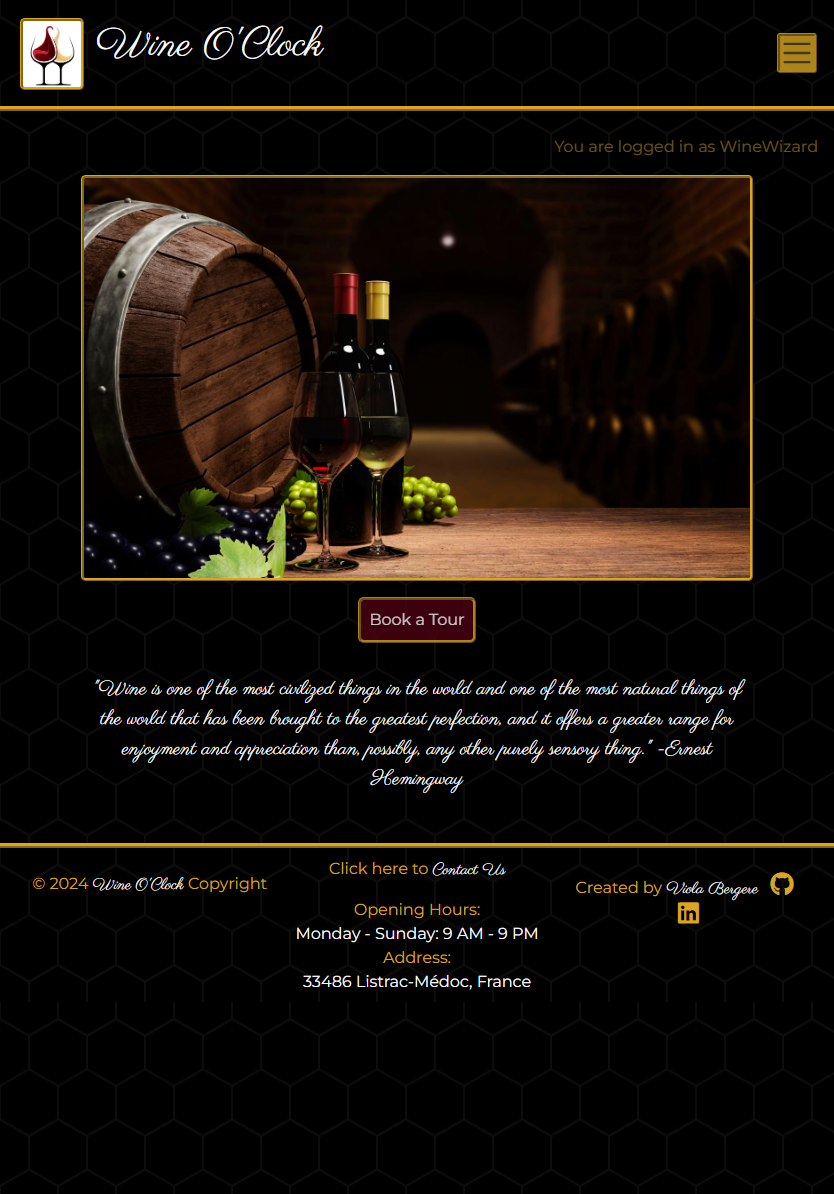 Wine O'Clock
You are logged in as WineWizard
Book a Tour
"Wine is one of the most civilized things in the world and one of the most natural things of
the world that has been brought to the greatest perfection, and it offers a greater range for
enjoyment and appreciation than, possibly, any other purely sensory thing." -Ernest
Hemingway
© 2024 Wine O'Clock Copyright
Click here to Contact Us
Opening Hours:
Monday - Sunday: 9 AM - 9 PM
Address:
33486 Listrac-Médoc, France
Created by Viola Bergere
in